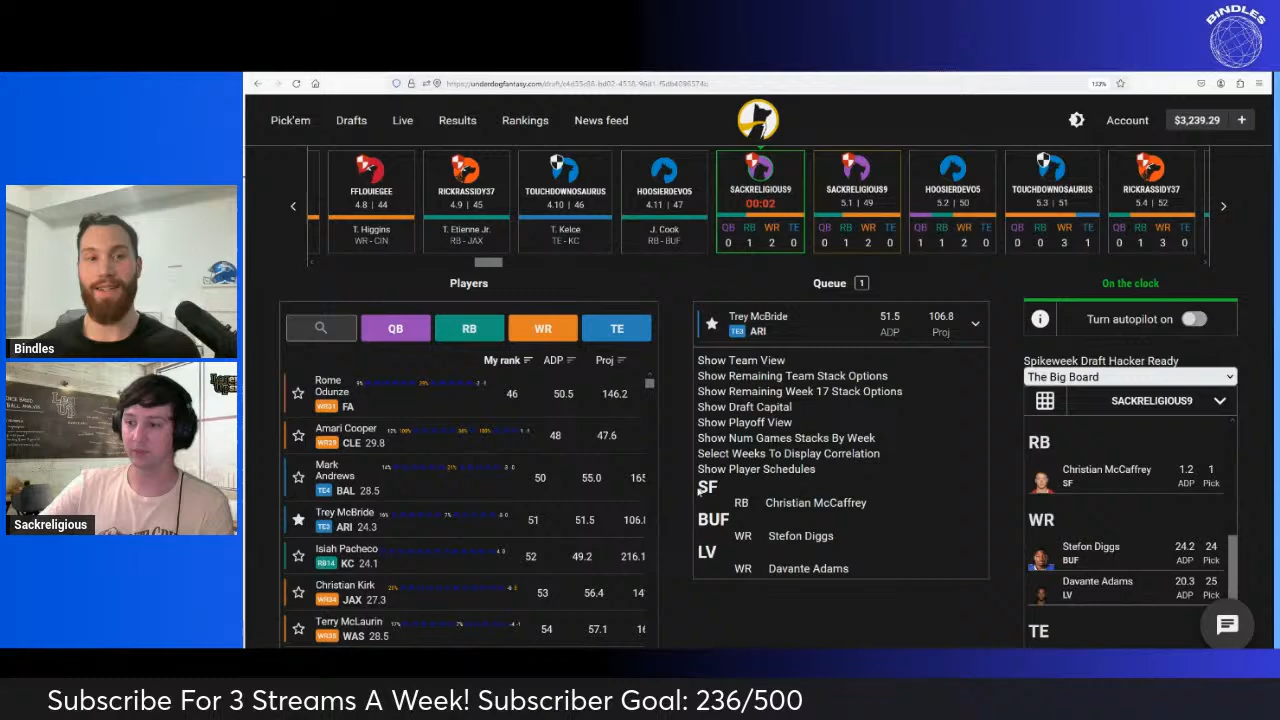 BINDLES
https://underdogfantasy.com/draft/
133%
Pick'em
Drafts
Live
Results
Rankings
News feed
Account
$3,239.29
FFLOUIEGEE
4.8 | 44
T. Higgins
WR - CIN
RICKRASSIDY37
4.9 | 45
T. Etienne Jr.
RB - JAX
TOUCHDOWNOSAURUS
4.10 | 46
T. Kelce
TE - KC
HOOSIERDEVO5
4.11 | 47
J. Cook
RB - BUF
SACKRELIGIOUS9
00:02
QB RB WR TE
0 1 2 0
SACKRELIGIOUS9
5.1 | 49
QB RB WR TE
0 1 2 0
HOOSIERDEVO5
5.2 | 50
QB RB WR TE
1 1 2 0
TOUCHDOWNOSAURUS
5.3 | 51
QB RB WR TE
0 0 3 1
RICKRASSIDY37
5.4 | 52
QB RB WR TE
0 1 3 0
Players
QB
RB
WR
TE
My rank
ADP
Proj
Rome
Odunze
FA
46 50.5 146.2
Amari Cooper
CLE 29.8
48 47.6
Mark
Andrews
TE4 BAL 28.5
50 55.0 165
Trey McBride
TE3 ARI 24.3
51 51.5 106.
Isiah Pacheco
RB14 KC 24.1
52 49.2 216.1
Christian Kirk
JAX 27.3
53 56.4 14
Terry McLaurin
WAS 28.5
54 57.1 16
Queue 1
Trey McBride
TE3 ARI
51.5
ADP
106.8
Proj
Show Team View
Show Remaining Team Stack Options
Show Remaining Week 17 Stack Options
Show Draft Capital
Show Playoff View
Show Num Games Stacks By Week
Select Weeks To Display Correlation
Show Player Schedules
SF
RB Christian McCaffrey
BUF
WR Stefon Diggs
LV
WR Davante Adams
On the clock
Turn autopilot on
Spikeweek Draft Hacker Ready
The Big Board
SACKRELIGIOUS9
RB
Christian McCaffrey
SF
1.2
ADP
1
Pick
WR
Stefon Diggs
BUF
24.2
ADP
24
Pick
Davante Adams
LV
20.3
ADP
25
Pick
TE
Bindles
Sackreligious
Subscribe For 3 Streams A Week! Subscriber Goal: 236/500